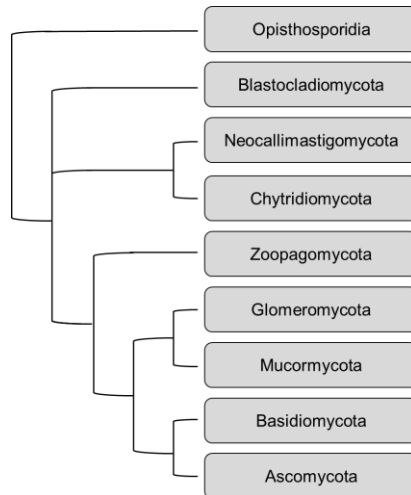 Opisthosporidia
Blastocladiomycota
Neocallimastigomycota
Chytridiomycota
Zoopagomycota
Glomeromycota
Mucormycota
Basidiomycota
Ascomycota